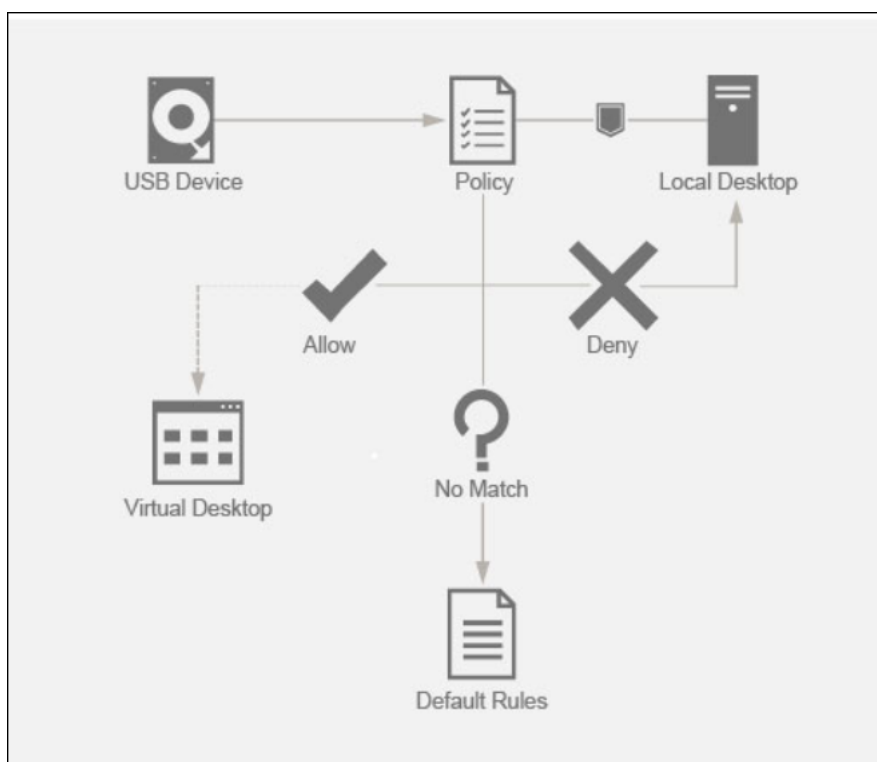 USB Device
Policy
Local Desktop
Allow
Deny
Virtual Desktop
No Match
Default Rules